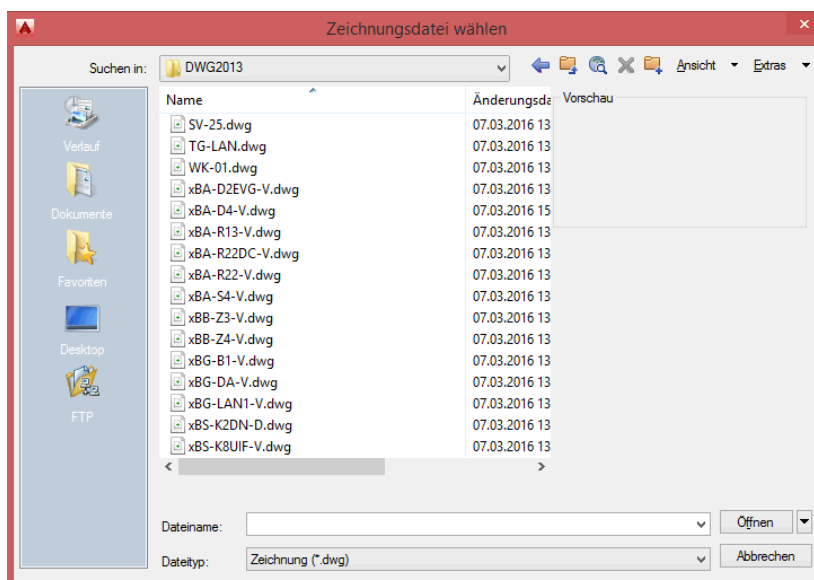 Zeichnungsdatei wählen
Suchen in: DWG2013 Ansicht Extras
Name Änderungsda Vorschau
SV-25.dwg 07.03.2016 13
TG-LAN.dwg 07.03.2016 13
WK-01.dwg 07.03.2016 13
xBA-D2EVG-V.dwg 07.03.2016 13
xBA-D4-V.dwg 07.03.2016 15
xBA-R13-V.dwg 07.03.2016 13
xBA-R22DC-V.dwg 07.03.2016 13
xBA-R22-V.dwg 07.03.2016 13
xBA-S4-V.dwg 07.03.2016 13
xBB-Z3-V.dwg 07.03.2016 13
xBB-Z4-V.dwg 07.03.2016 13
xBG-B1-V.dwg 07.03.2016 13
xBG-DA-V.dwg 07.03.2016 13
xBG-LAN1-V.dwg 07.03.2016 13
xBS-K2DN-D.dwg 07.03.2016 13
xBS-K8UIF-V.dwg 07.03.2016 13
Verlauf
Dokumente
Favoriten
Desktop
FTP
Dateiname: Öffnen
Dateityp: Zeichnung (*.dwg) Abbrechen